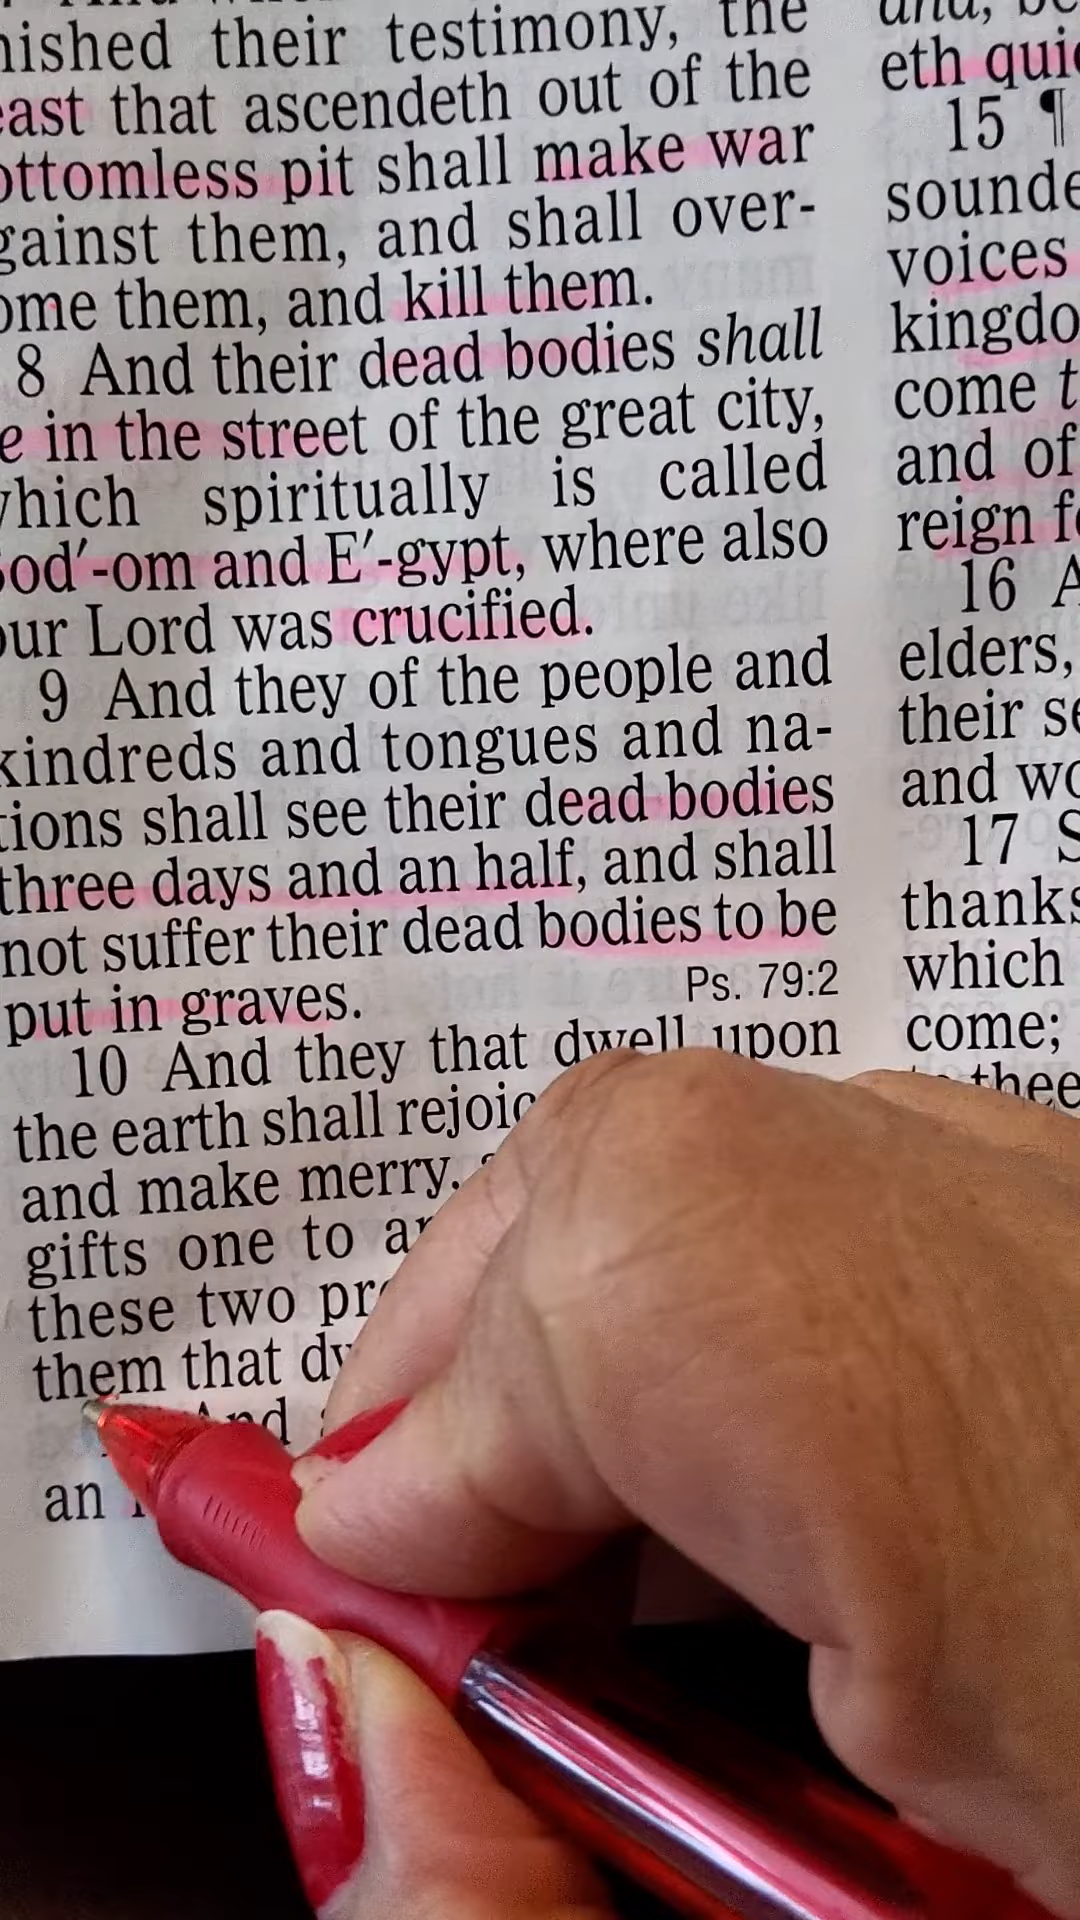 nished their testimony, the
east that ascendeth out of the
ottomless pit shall make war
gainst them, and shall over-
ome them, and kill them.
8 And their dead bodies shall
e in the street of the great city,
which spiritually is called
Sod′-om and E′-gypt, where also
our Lord was crucified.
9 And they of the people and
kindreds and tongues and na-
tions shall see their dead bodies
three days and an half, and shall
not suffer their dead bodies to be
put in graves. Ps. 79:2
10 And they that dwell upon
the earth shall rejoic
and make merry,
gifts one to
these two
them that
And
an
eth
15 ¶
sounde
voices
kingdo
come
and of
reign
16 A
elders,
their
and
17 S
thanks
which
come;
thee